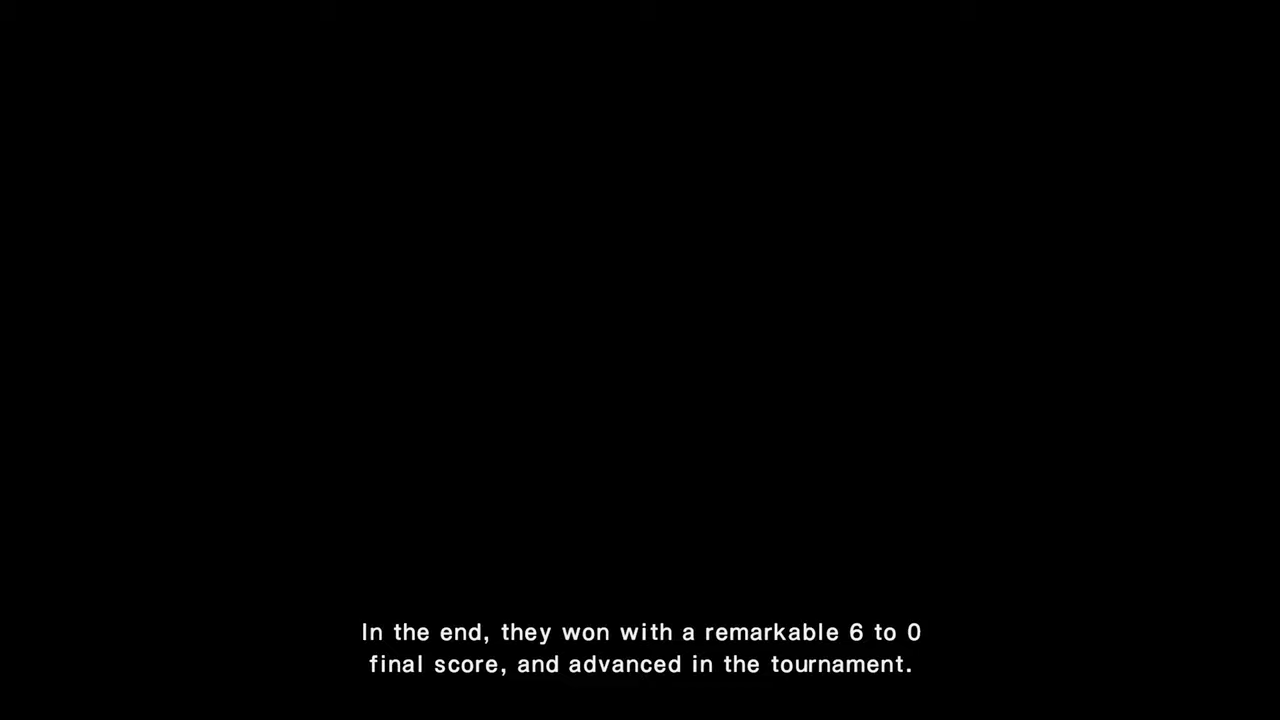 In the end, they won with a remarkable 6 to 0
final score, and advanced in the tournament.